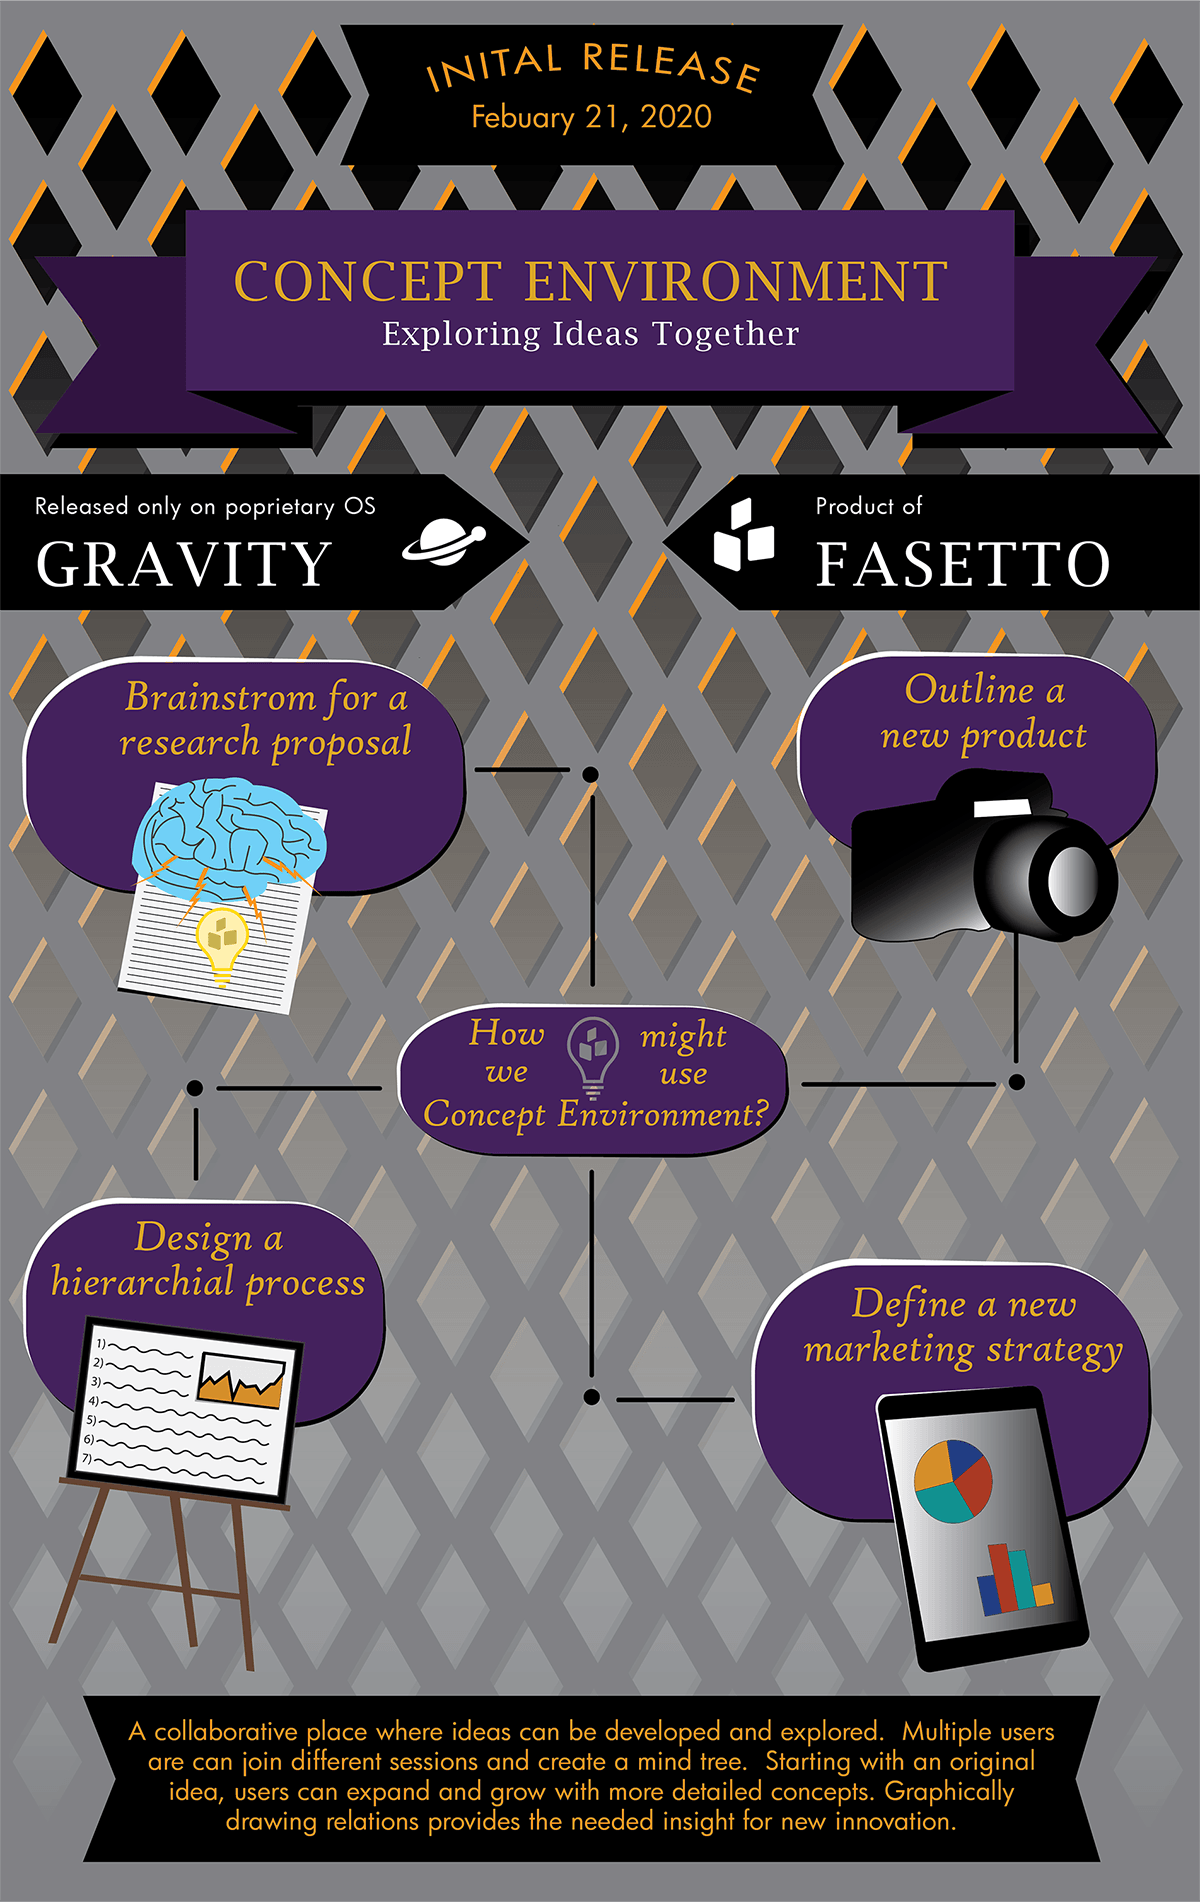 INITAL RELEASE
Febuary 21, 2020
CONCEPT ENVIRONMENT
Exploring Ideas Together
Released only on poprietary OS
GRAVITY
Product of
FASETTO
Brainstrom for a
research proposal
Outline a
new product
How might
we use
Concept Environment?
Design a
hierarchial process
1)
2)
3)
4)
5)
6)
7)
Define a new
marketing strategy
A collaborative place where ideas can be developed and explored.  Multiple users
are can join different sessions and create a mind tree.  Starting with an original
idea, users can expand and grow with more detailed concepts. Graphically
drawing relations provides the needed insight for new innovation.